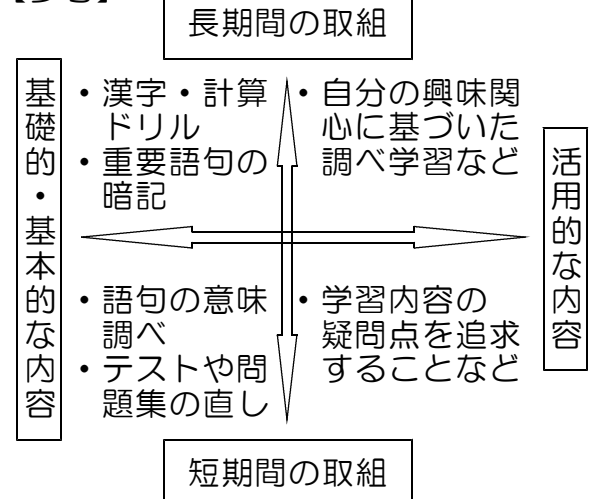 長期間の取組
基礎的・基本的な内容
・漢字・計算
ドリル
・重要語句の
暗記
・自分の興味関
心に基づいた
調べ学習など
活用的な内容
・語句の意味
調べ
・テストや問
題集の直し
・学習内容の
疑問点を追求
することなど
短期間の取組